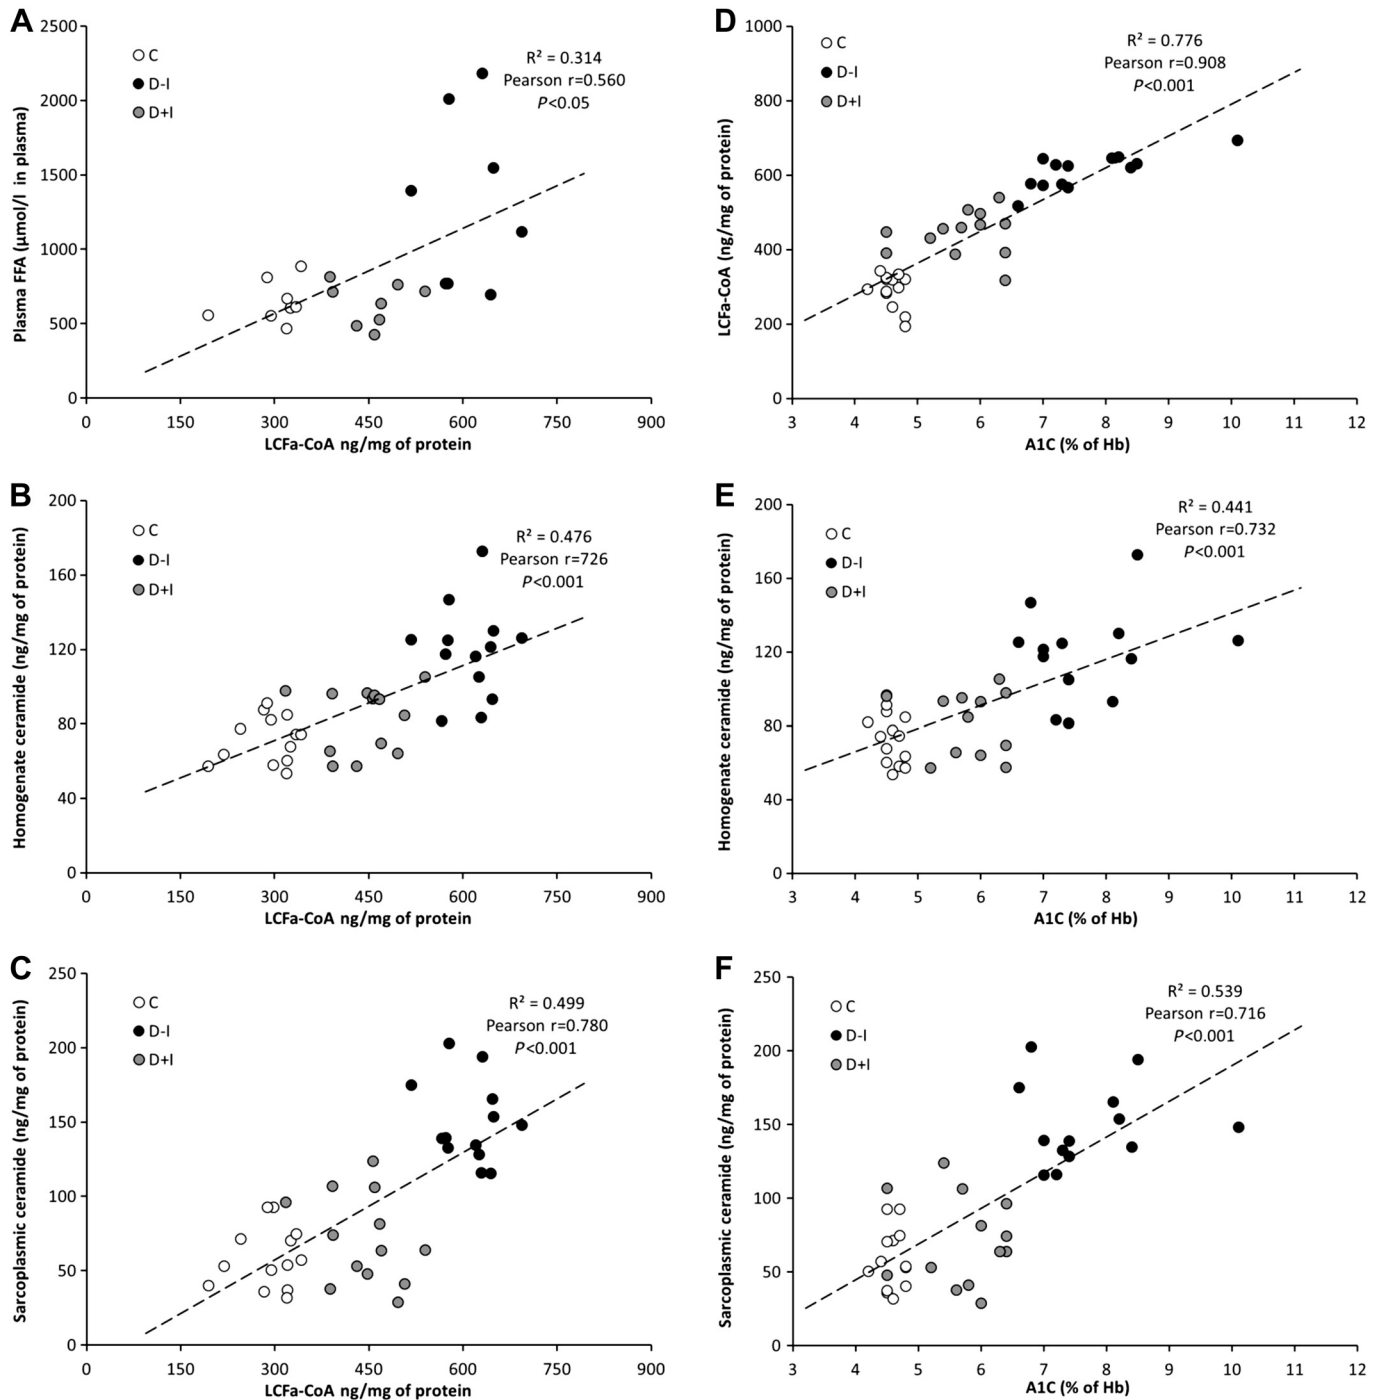 A
2500
2000
1500
1000
500
0
Plasma FFA (µmol/l in plasma)
C
D-I
D+I
R² = 0.314
Pearson r=0.560
P<0.05
0 150 300 450 600 750 900
LCFa-CoA ng/mg of protein
D
1000
800
600
400
200
0
LCFa-CoA (ng/mg of protein)
C
D-I
D+I
R² = 0.776
Pearson r=0.908
P<0.001
3 4 5 6 7 8 9 10 11 12
A1C (% of Hb)
B
200
160
120
80
40
0
Homogenate ceramide (ng/mg of protein)
C
D-I
D+I
R² = 0.476
Pearson r=726
P<0.001
0 150 300 450 600 750 900
LCFa-CoA ng/mg of protein
E
200
160
120
80
40
0
Homogenate ceramide (ng/mg of protein)
C
D-I
D+I
R² = 0.441
Pearson r=0.732
P<0.001
3 4 5 6 7 8 9 10 11 12
A1C (% of Hb)
C
250
200
150
100
50
0
Sarcoplasmic ceramide (ng/mg of protein)
C
D-I
D+I
R² = 0.499
Pearson r=0.780
P<0.001
0 150 300 450 600 750 900
LCFa-CoA ng/mg of protein
F
250
200
150
100
50
0
Sarcoplasmic ceramide (ng/mg of protein)
C
D-I
D+I
R² = 0.539
Pearson r=0.716
P<0.001
3 4 5 6 7 8 9 10 11 12
A1C (% of Hb)